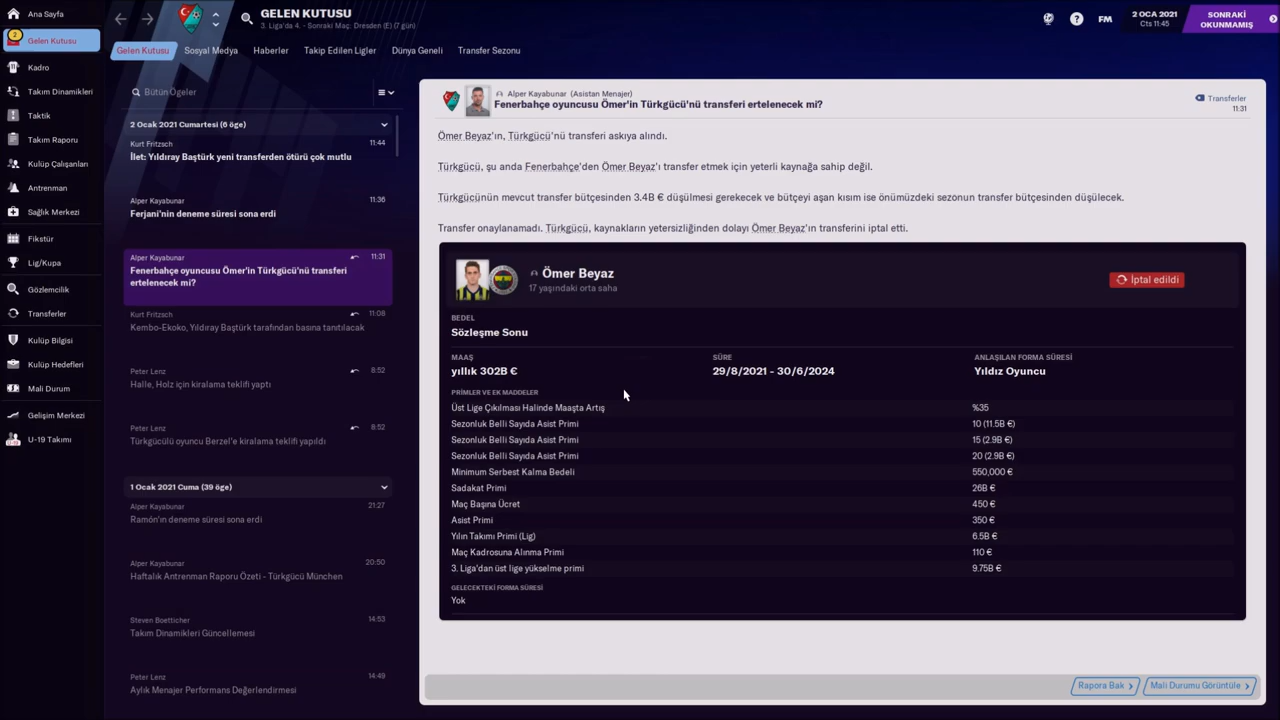 Ana Sayfa
2
Gelen Kutusu
Kadro
Takım Dinamikleri
Taktik
Takım Raporu
Kulüp Çalışanları
Antrenman
Sağlık Merkezi
Fikstür
Lig/Kupa
Gözlemcilik
Transferler
Kulüp Bilgisi
Kulüp Hedefleri
Mali Durum
Gelişim Merkezi
U-19 Takımı
GELEN KUTUSU
3. Liga'da 4. - Sonraki Maç: Dresden (E) (7 gün)
?
FM
2 OCA 2021
Cts 11:45
SONRAKİ
OKUNMAMIŞ
Gelen Kutusu
Sosyal Medya
Haberler
Takip Edilen Ligler
Dünya Geneli
Transfer Sezonu
Bütün Ögeler
2 Ocak 2021 Cumartesi (6 öge)
Kurt Fritzsch 11:44
İlet: Yıldıray Baştürk yeni transferden ötürü çok mutlu
Alper Kayabunar 11:36
Ferjani'nin deneme süresi sona erdi
Alper Kayabunar 11:31
Fenerbahçe oyuncusu Ömer'in Türkgücü'nü transferi
ertelenecek mi?
Kurt Fritzsch 11:08
Kembo-Ekoko, Yıldıray Baştürk tarafından basına tanıtılacak
Peter Lenz 8:52
Halle, Holz için kiralama teklifi yaptı
Peter Lenz 8:52
Türkgücülü oyuncu Berzel'e kiralama teklifi yapıldı
1 Ocak 2021 Cuma (39 öge)
Alper Kayabunar 21:27
Ramón'ın deneme süresi sona erdi
Alper Kayabunar 20:50
Haftalık Antrenman Raporu Özeti - Türkgücü München
Steven Boetticher 14:53
Takım Dinamikleri Güncellemesi
Peter Lenz 14:49
Aylık Menajer Performans Değerlendirmesi
Alper Kayabunar (Asistan Menajer)
Fenerbahçe oyuncusu Ömer'in Türkgücü'nü transferi ertelenecek mi?
Transferler
11:31
Ömer Beyaz'ın, Türkgücü'nü transferi askıya alındı.
Türkgücü, şu anda Fenerbahçe'den Ömer Beyaz'ı transfer etmek için yeterli kaynağa sahip değil.
Türkgücünün mevcut transfer bütçesinden 3.4B € düşülmesi gerekecek ve bütçeyi aşan kısım ise önümüzdeki sezonun transfer bütçesinden düşülecek.
Transfer onaylanamadı. Türkgücü, kaynakların yetersizliğinden dolayı Ömer Beyaz'ın transferini iptal etti.
Ömer Beyaz
17 yaşındaki orta saha
İptal edildi
BEDEL
Sözleşme Sonu
MAAŞ SÜRE ANLAŞILAN FORMA SÜRESİ
yıllık 302B € 29/8/2021 - 30/6/2024 Yıldız Oyuncu
PRİMLER VE EK MADDELER
Üst Lige Çıkılması Halinde Maaşta Artış %35
Sezonluk Belli Sayıda Asist Primi 10 (11.5B €)
Sezonluk Belli Sayıda Asist Primi 15 (2.9B €)
Sezonluk Belli Sayıda Asist Primi 20 (2.9B €)
Minimum Serbest Kalma Bedeli 550,000 €
Sadakat Primi 26B €
Maç Başına Ücret 450 €
Asist Primi 350 €
Yılın Takımı Primi (Lig) 6.5B €
Maç Kadrosuna Alınma Primi 110 €
3. Liga'dan üst lige yükselme primi 9.75B €
GELECEKTEKİ FORMA SÜRESİ
Yok
Rapora Bak
Mali Durumu Görüntüle